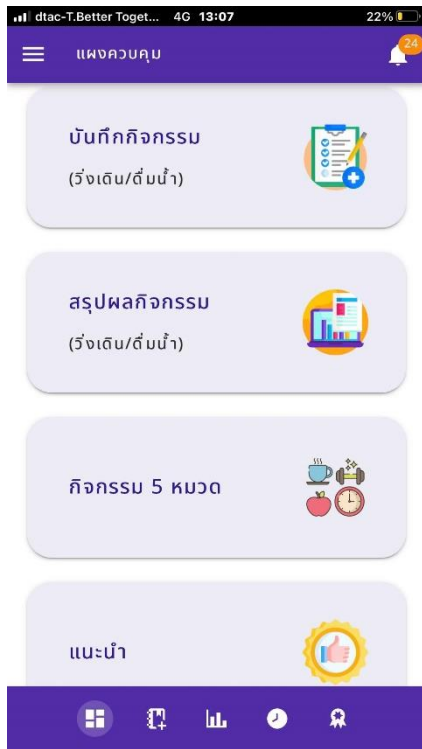 dtac-T.Better Toget... 4G 13:07 22%
แผงควบคุม 24
บันทึกกิจกรรม
(วิ่งเดิน/ดื่มน้ำ)
สรุปผลกิจกรรม
(วิ่งเดิน/ดื่มน้ำ)
กิจกรรม 5 หมวด
แนะนำ